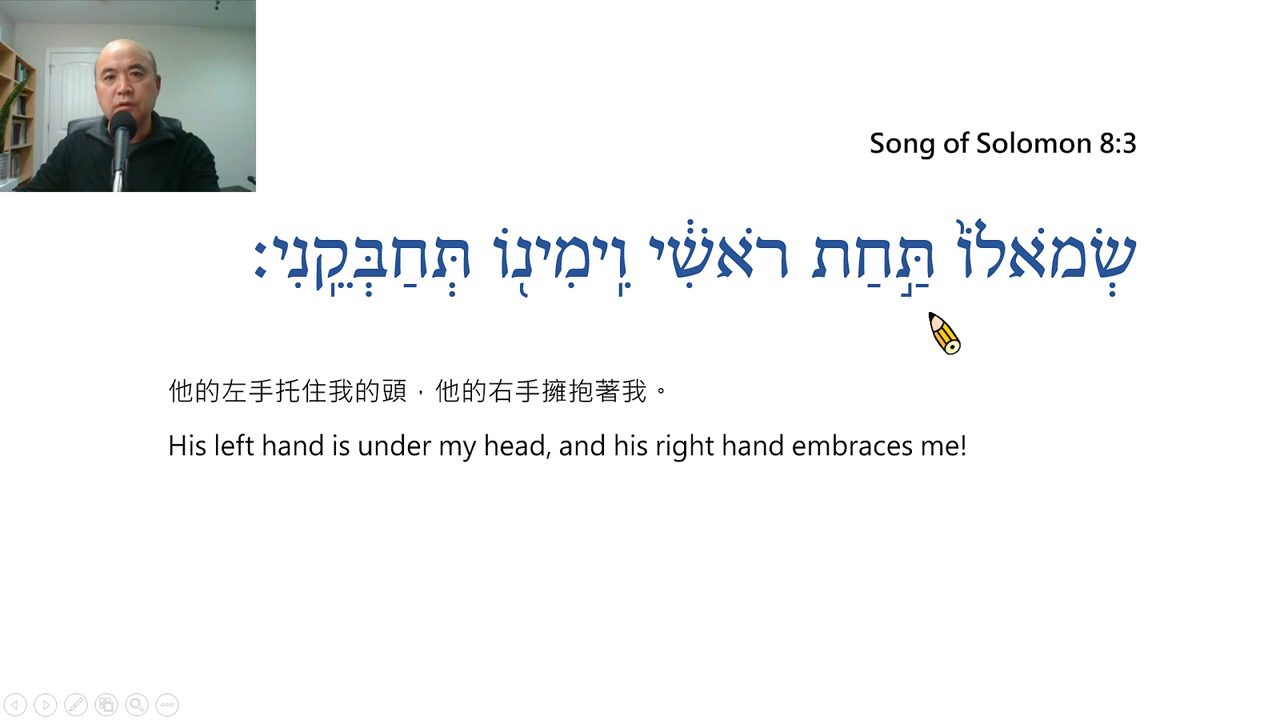 Song of Solomon 8:3
שְׂמֹאלוֹ֙ תַּ֣חַת רֹאשִׁ֔י וִֽימִינ֖וֹ תְּחַבְּקֵֽנִי׃
他的左手托住我的頭，他的右手擁抱著我。
His left hand is under my head, and his right hand embraces me!